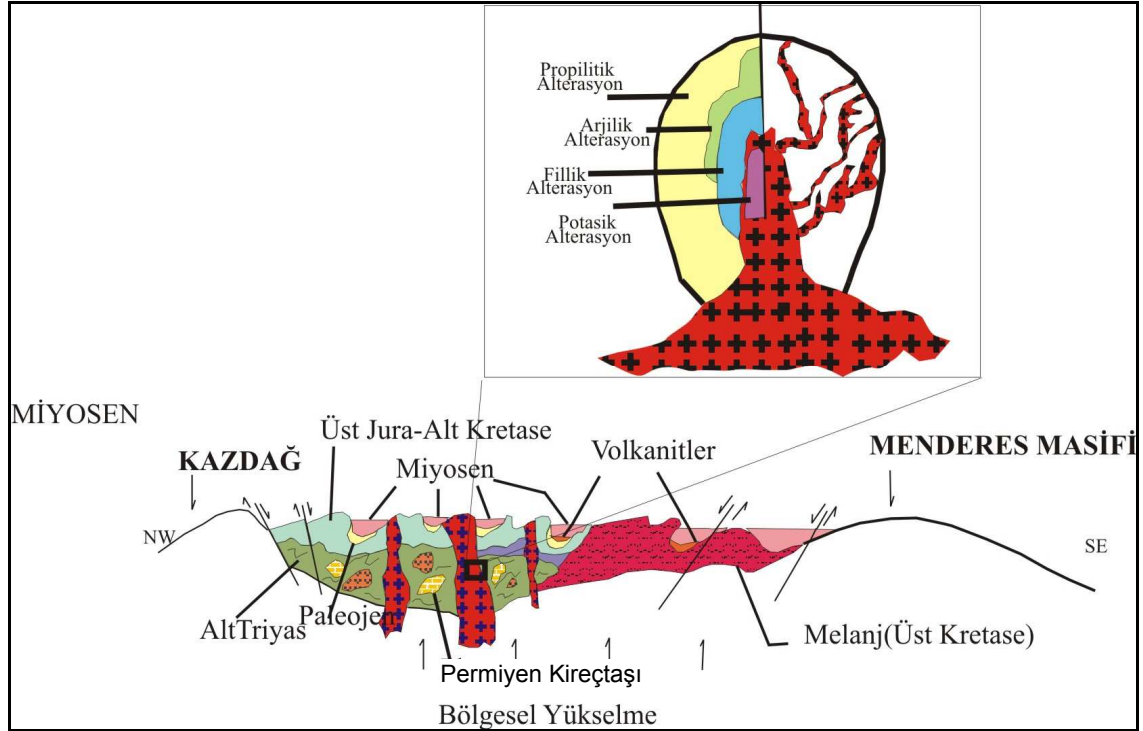 Propilitik
Alterasyon
Arjilik
Alterasyon
Fillik
Alterasyon
Potasik
Alterasyon
MİYOSEN
Üst Jura-Alt Kretase
KAZDAĞ
Miyosen
Volkanitler
MENDERES MASİFİ
NW
SE
Paleojen
AltTriyas
Melanj(Üst Kretase)
Permiyen Kireçtaşı
Bölgesel Yükselme